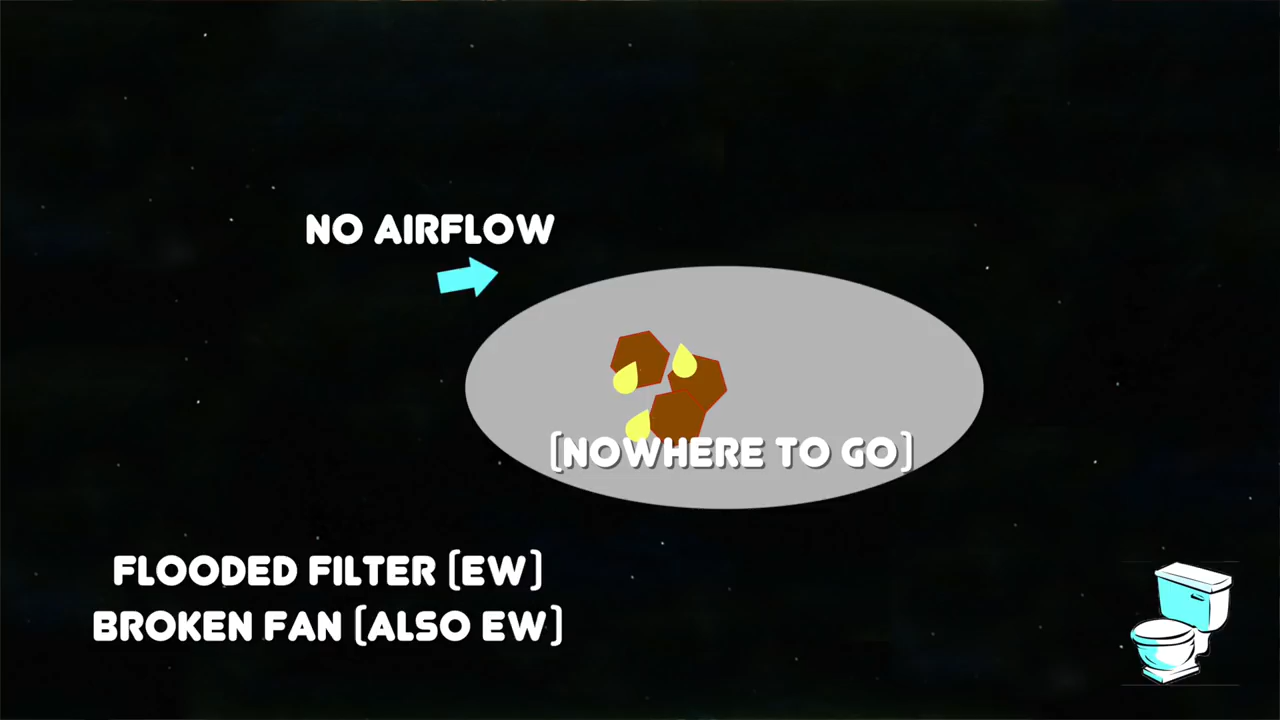 NO AIRFLOW
[NOWHERE TO GO]
FLOODED FILTER [EW]
BROKEN FAN [ALSO EW]